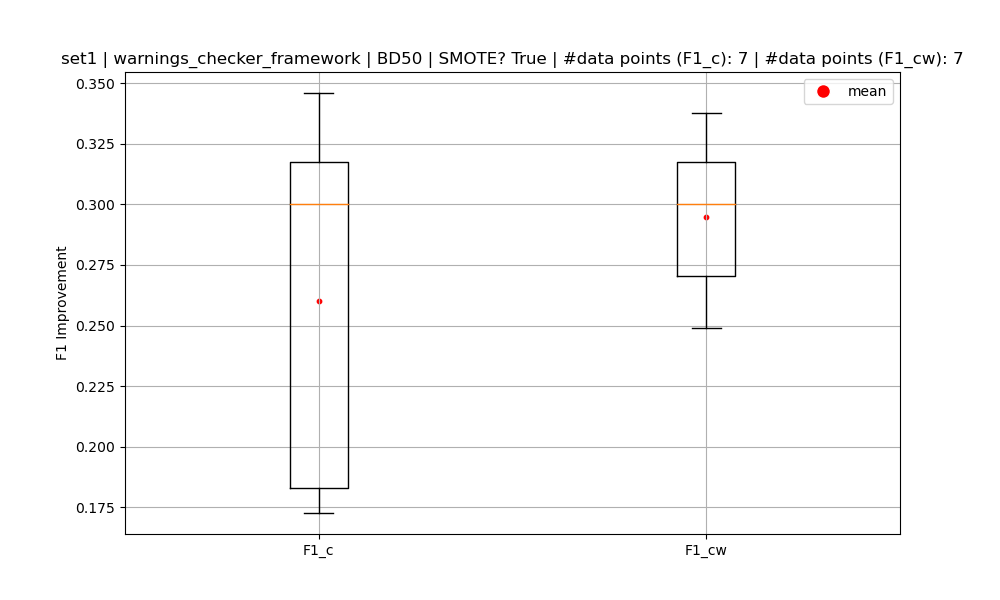 set1 | warnings_checker_framework | BD50 | SMOTE? True | #data points (F1_c): 7 | #data points (F1_cw): 7
mean
F1 Improvement
0.350
0.325
0.300
0.275
0.250
0.225
0.200
0.175
F1_c
F1_cw